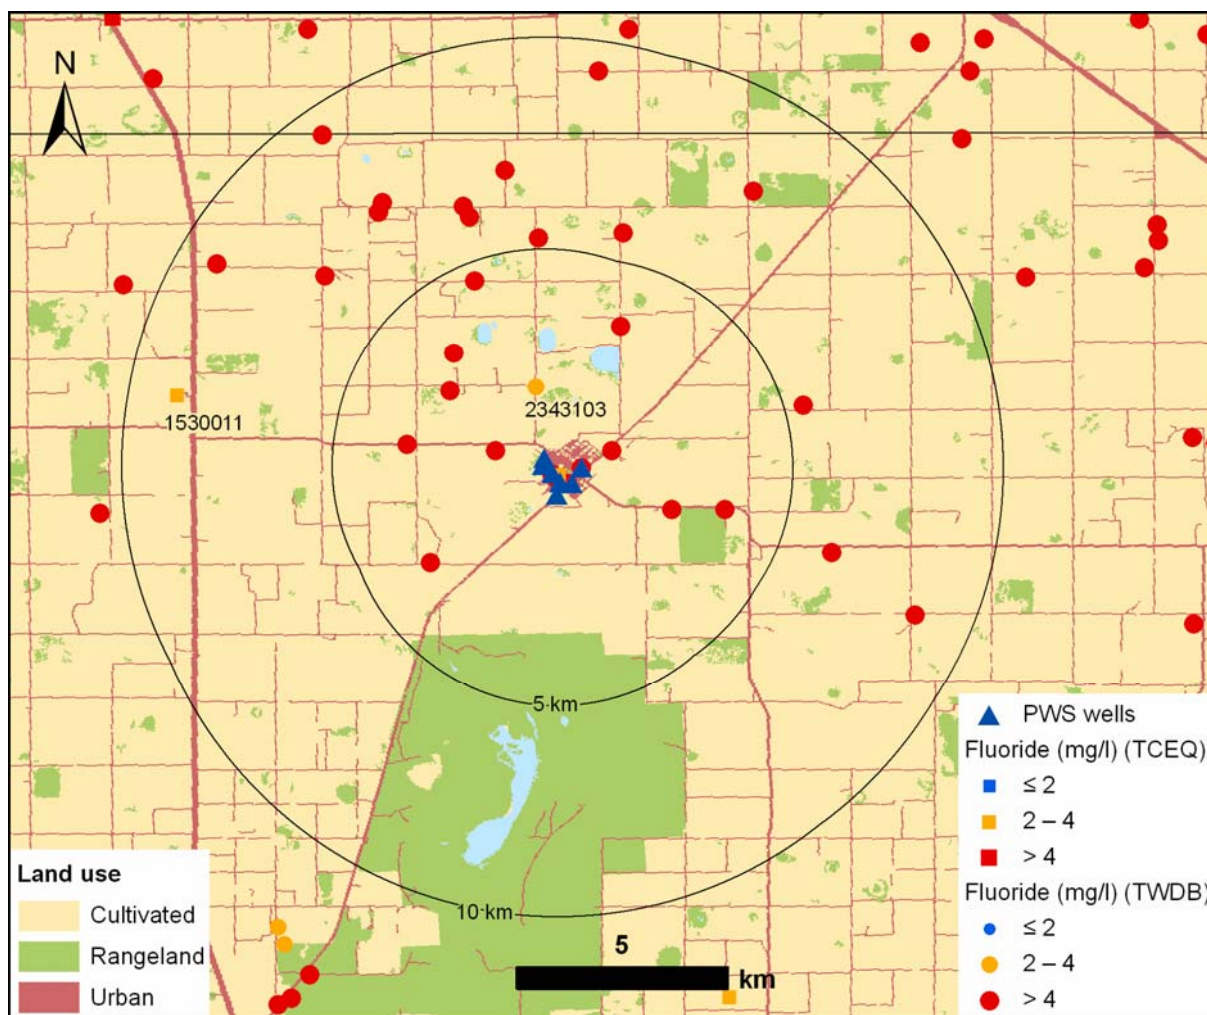 N
1530011
2343103
5 km
10 km
5
km
Land use
Cultivated
Rangeland
Urban
PWS wells
Fluoride (mg/l) (TCEQ)
≤ 2
2 – 4
> 4
Fluoride (mg/l) (TWDB)
≤ 2
2 – 4
> 4